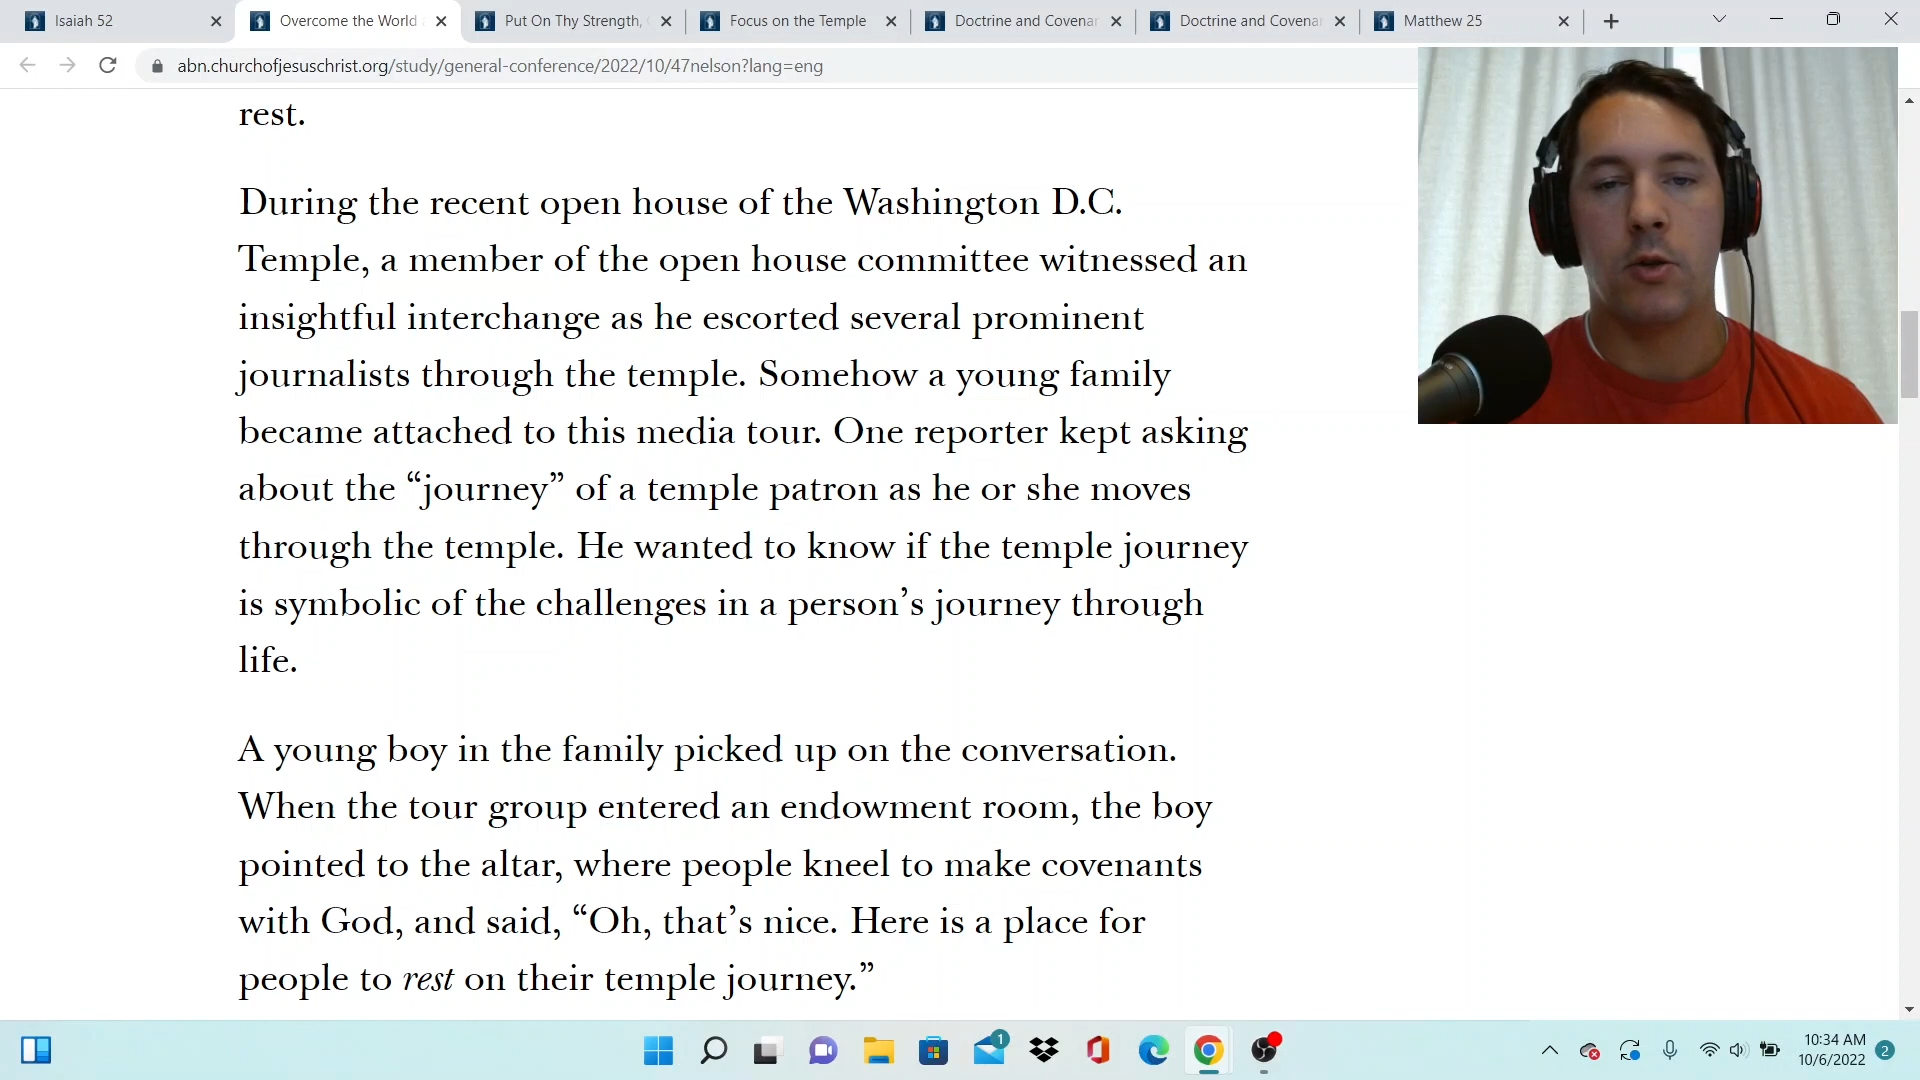 Isaiah 52
Overcome the World
Put On Thy Strength,
Focus on the Temple
Doctrine and Covena
Doctrine and Covena
Matthew 25
abn.churchofjesuschrist.org/study/general-conference/2022/10/47nelson?lang=eng
rest.
During the recent open house of the Washington D.C.
Temple, a member of the open house committee witnessed an
insightful interchange as he escorted several prominent
journalists through the temple. Somehow a young family
became attached to this media tour. One reporter kept asking
about the “journey” of a temple patron as he or she moves
through the temple. He wanted to know if the temple journey
is symbolic of the challenges in a person’s journey through
life.
A young boy in the family picked up on the conversation.
When the tour group entered an endowment room, the boy
pointed to the altar, where people kneel to make covenants
with God, and said, “Oh, that’s nice. Here is a place for
people to rest on their temple journey.”
1
10:34 AM
10/6/2022
2